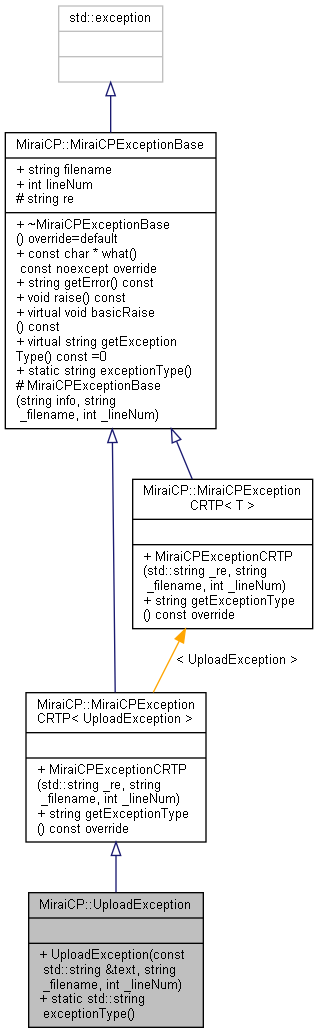 std::exception
MiraiCP::MiraiCPExceptionBase
+ string filename
+ int lineNum
# string re
+ ~MiraiCPExceptionBase
() override=default
+ const char * what()
const noexcept override
+ string getError() const
+ void raise() const
+ virtual void basicRaise
() const
+ virtual string getException
Type() const =0
+ static string exceptionType()
# MiraiCPExceptionBase
(string info, string
_filename, int _lineNum)
MiraiCP::MiraiCPException
CRTP< T >
+ MiraiCPExceptionCRTP
(std::string _re, string
_filename, int _lineNum)
+ string getExceptionType
() const override
< UploadException >
MiraiCP::MiraiCPException
CRTP< UploadException >
+ MiraiCPExceptionCRTP
(std::string _re, string
_filename, int _lineNum)
+ string getExceptionType
() const override
MiraiCP::UploadException
+ UploadException(const
std::string &text, string
_filename, int _lineNum)
+ static std::string
exceptionType()